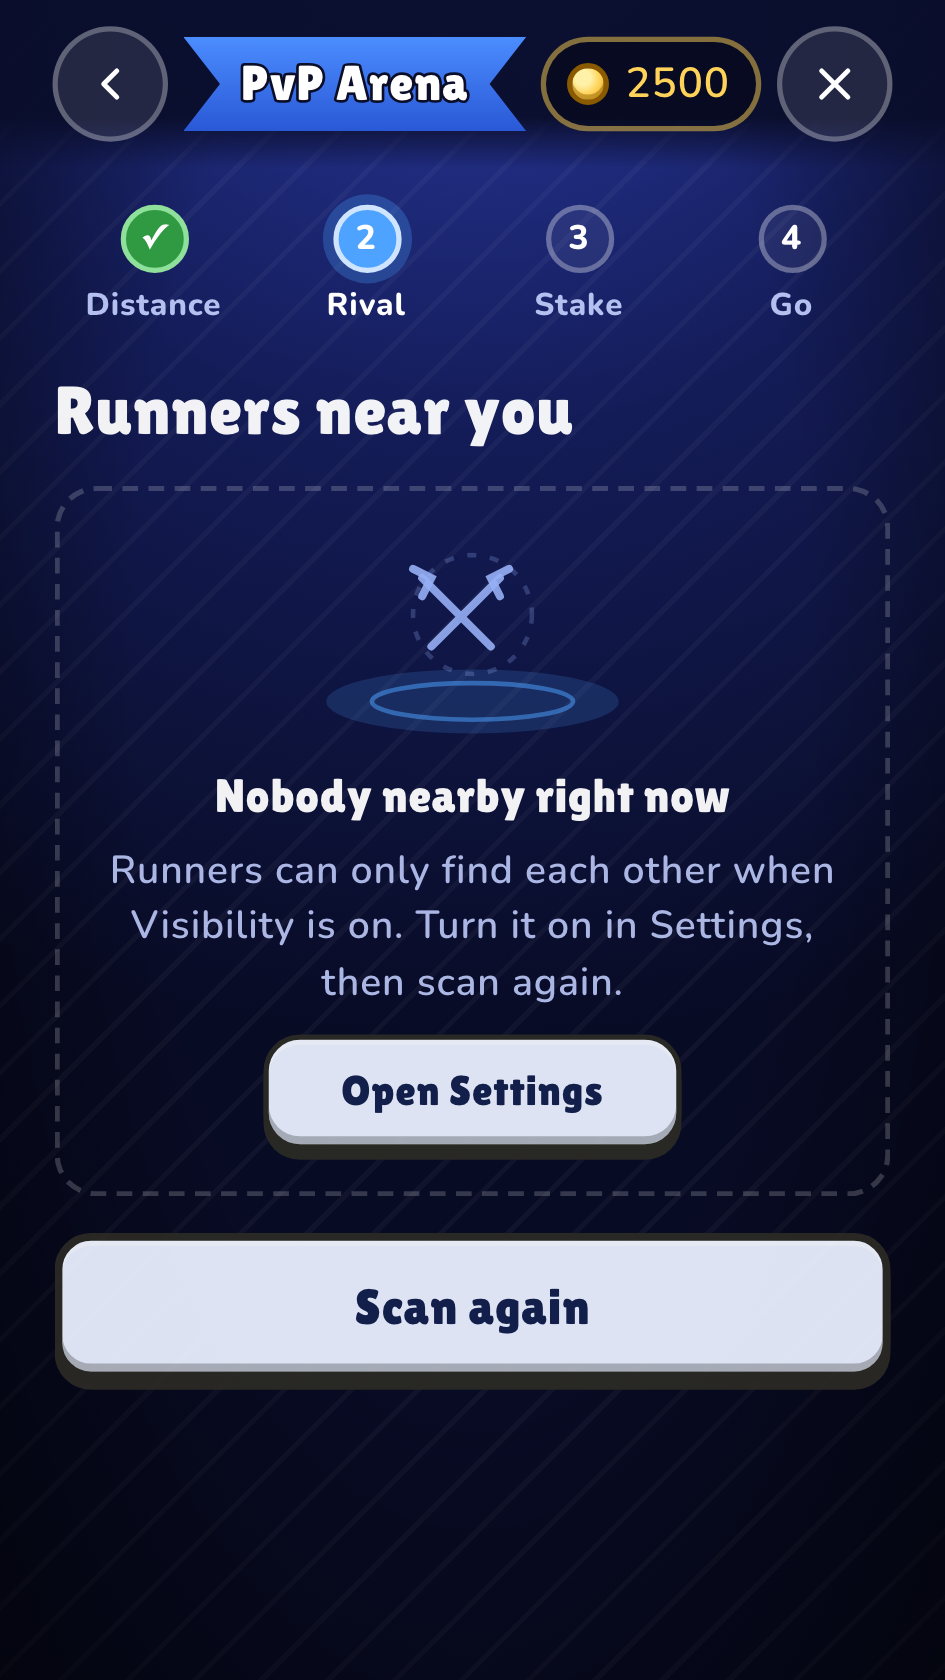 PvP Arena
2500
✓
2
3
4
Distance
Rival
Stake
Go
Runners near you
Nobody nearby right now
Runners can only find each other when
Visibility is on. Turn it on in Settings,
then scan again.
Open Settings
Scan again